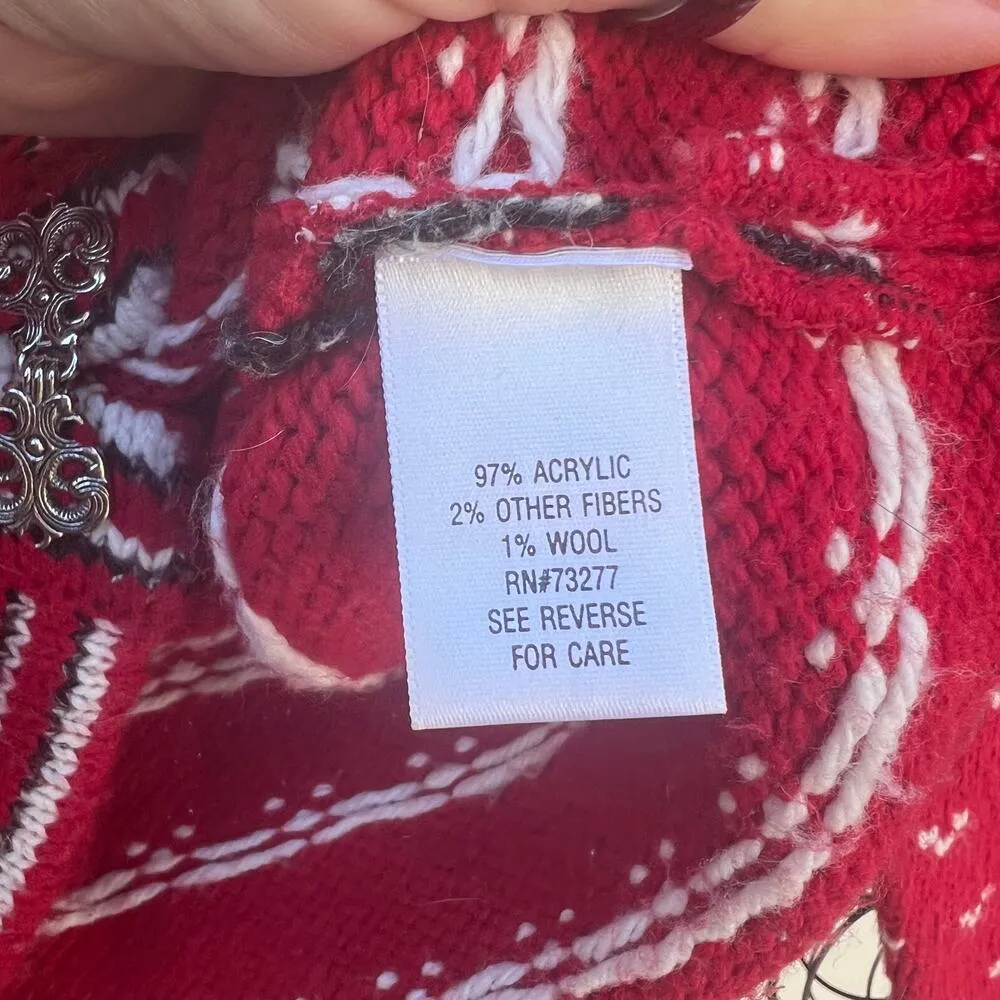 97% ACRYLIC
2% OTHER FIBERS
1% WOOL
RN#73277
SEE REVERSE
FOR CARE